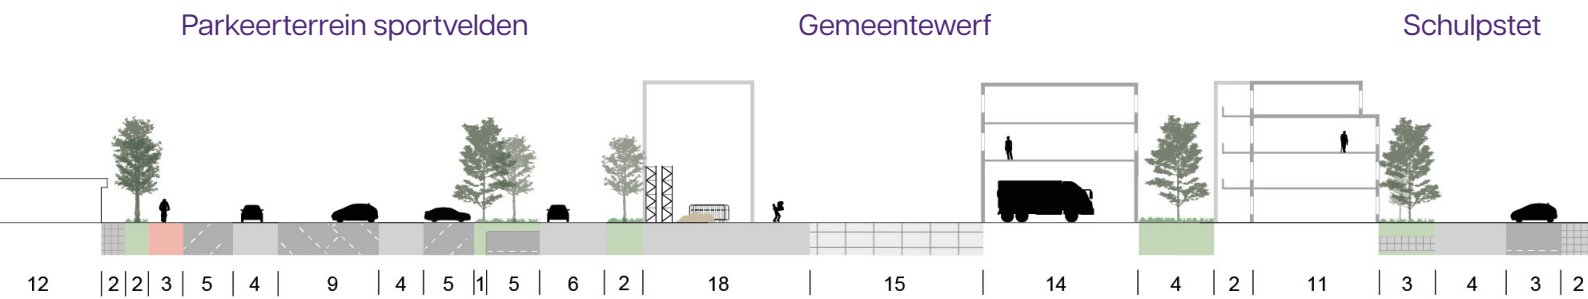 Parkeerterrein sportvelden Gemeentewerf Schulpstet
12 | 2 | 2 | 3 | 5 | 4 | 9 | 4 | 5 | 1 | 5 | 6 | 2 | 18 | 15 | 14 | 4 | 2 | 11 | 3 | 4 | 3 | 2